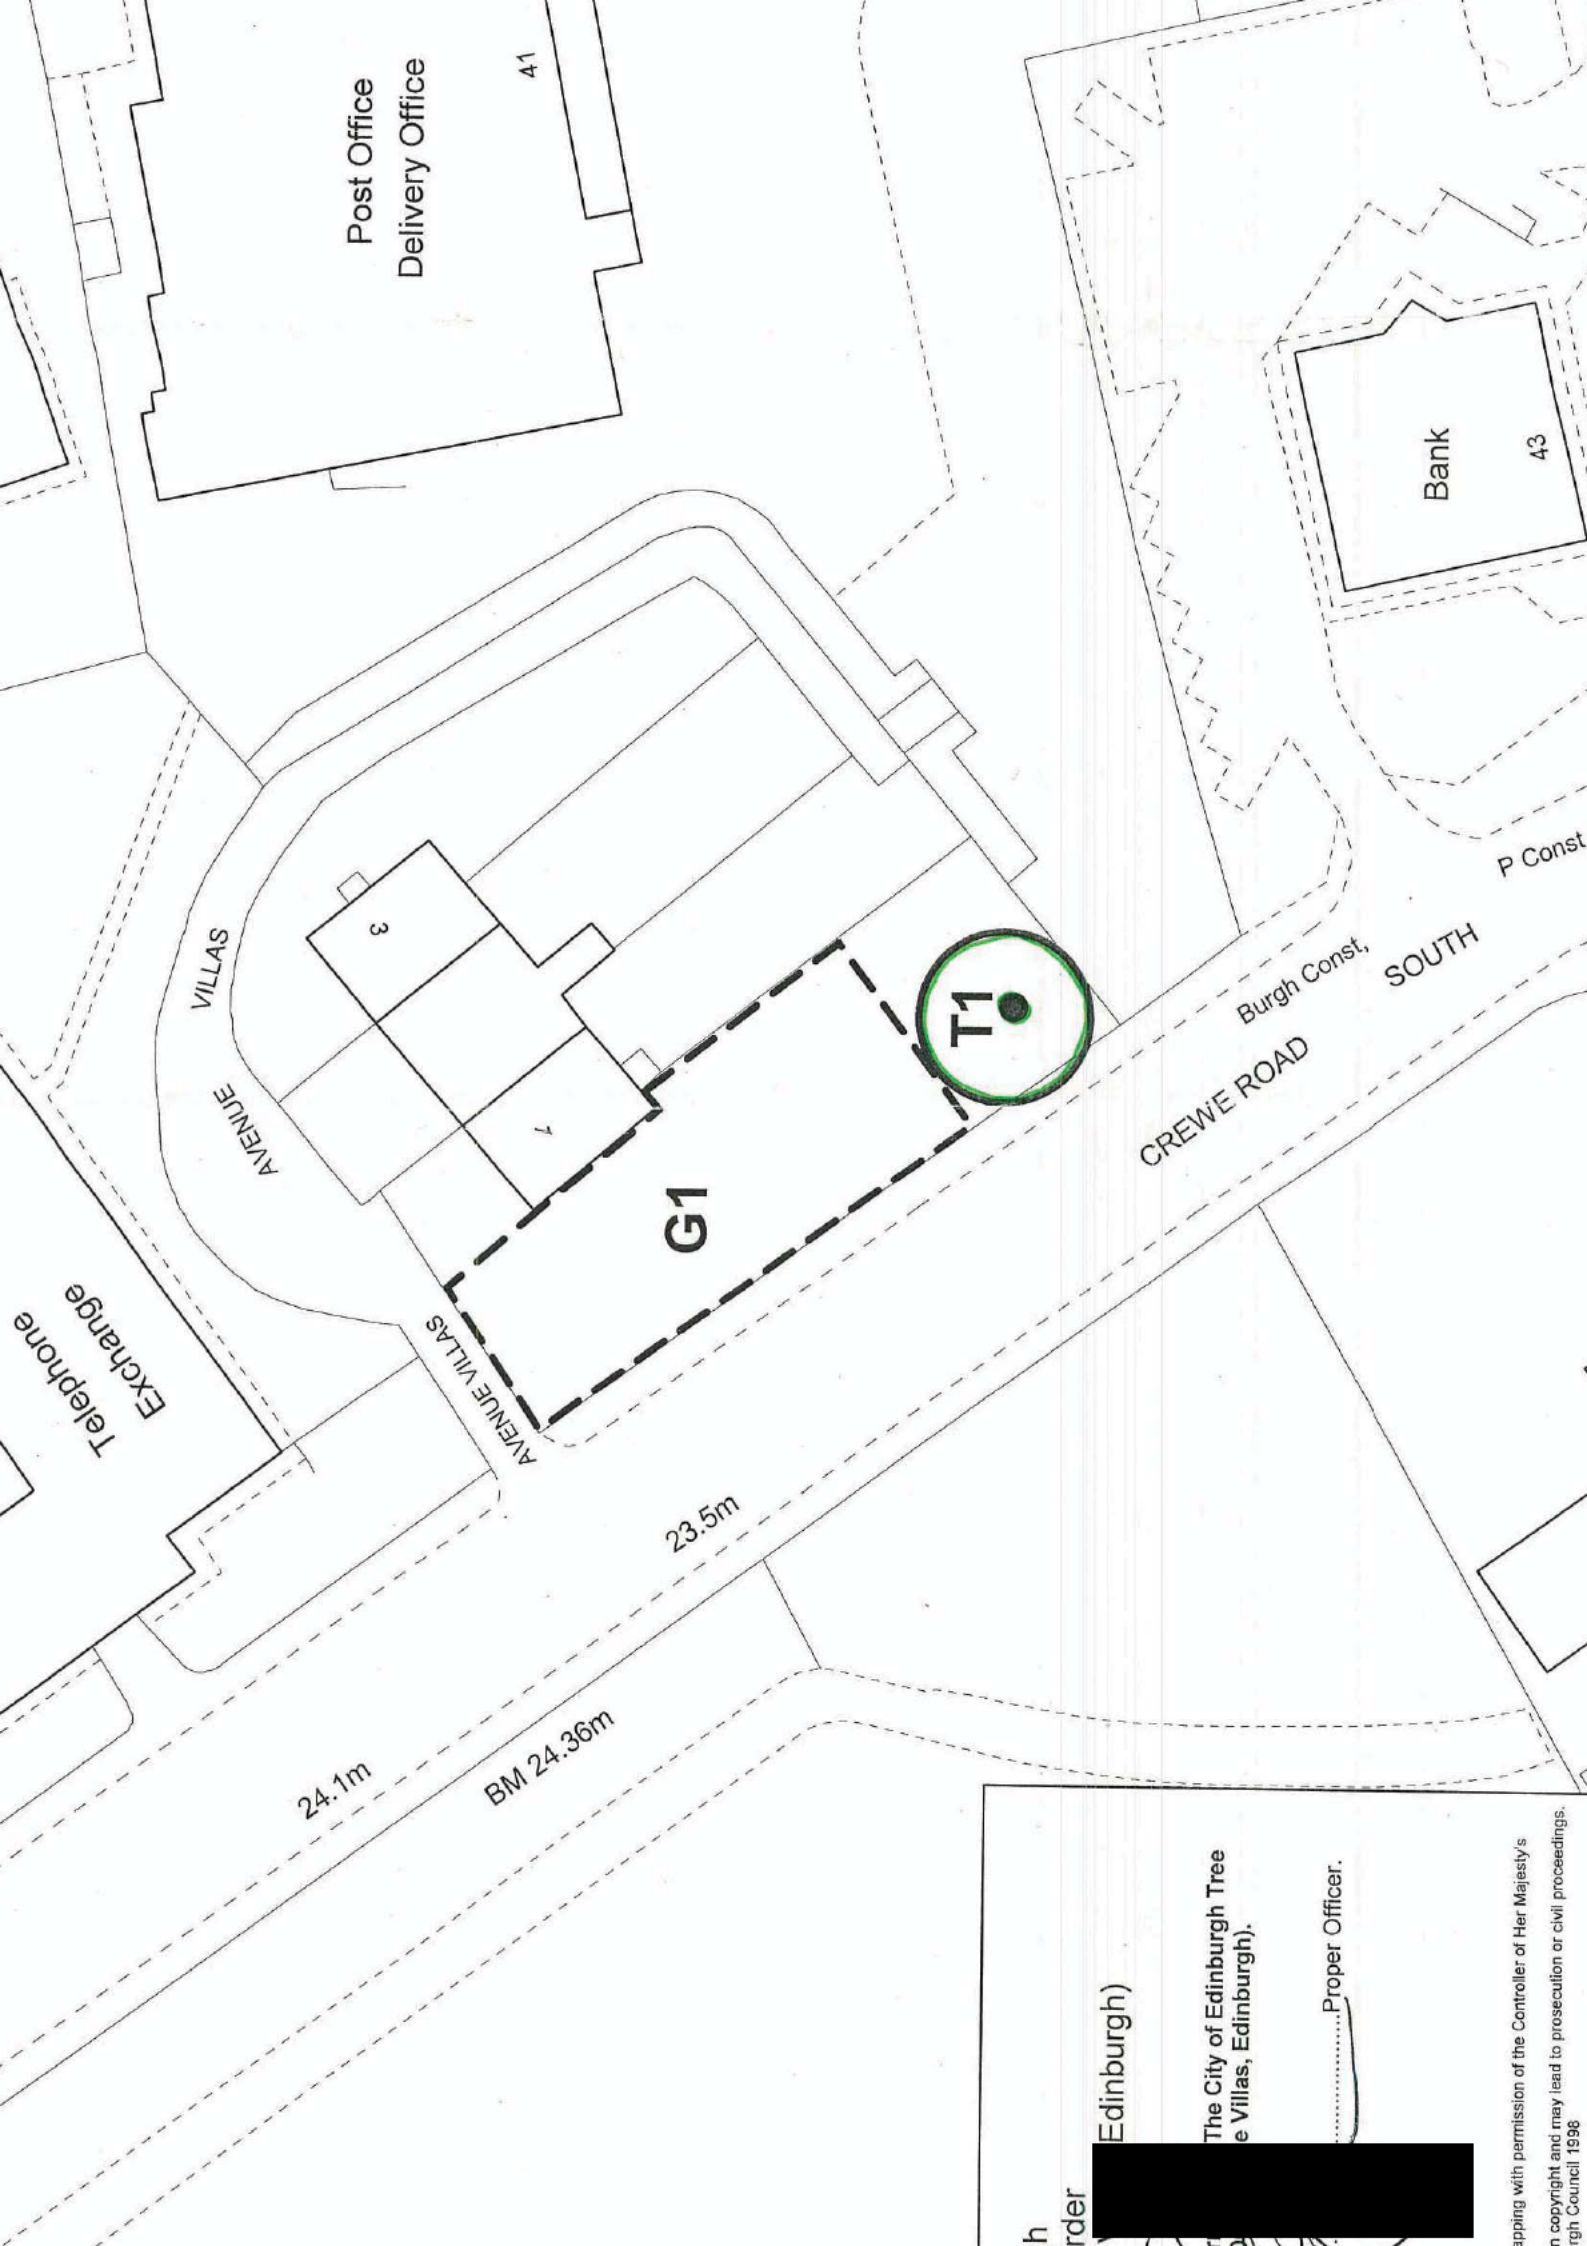 Post Office
Delivery Office
41
Bank
43
VILLAS
AVENUE
3
7
AVENUE VILLAS
Telephone
Exchange
G1
T1
Burgh Const,
P Const
CREWE ROAD
SOUTH
23.5m
24.1m
BM 24.36m
h
rder
Edinburgh)
The City of Edinburgh Tree
e Villas, Edinburgh).
Proper Officer.
apping with permission of the Controller of Her Majesty's
n copyright and may lead to prosecution or civil proceedings.
rgh Council 1998